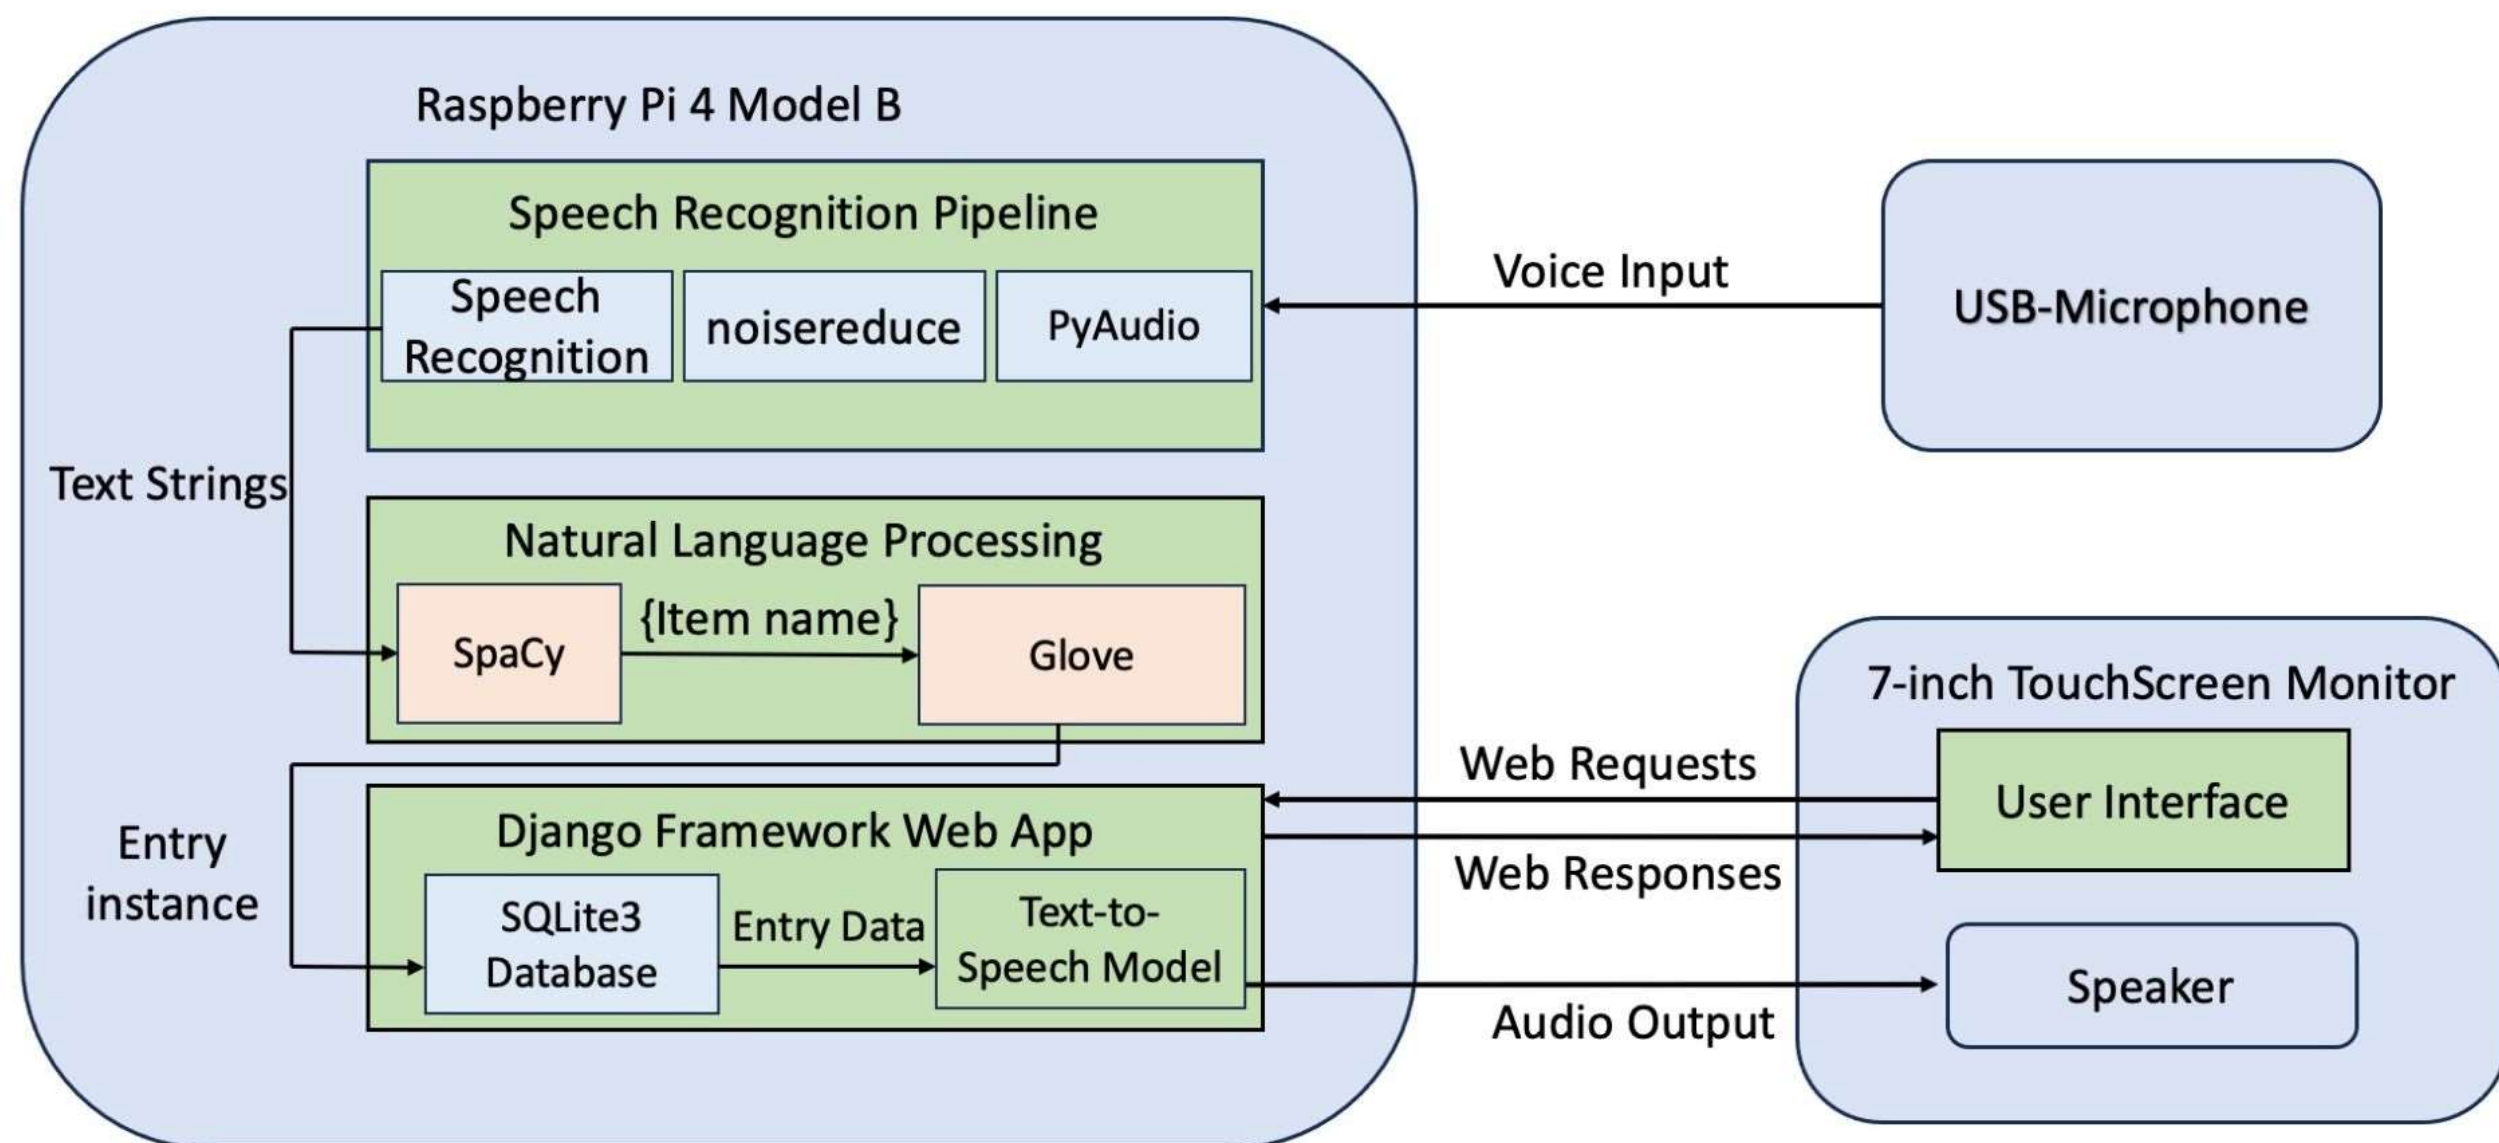 Raspberry Pi 4 Model B
Speech Recognition Pipeline
Speech
Recognition
noisereduce
PyAudio
Voice Input
USB-Microphone
Text Strings
Natural Language Processing
SpaCy
{Item name}
Glove
7-inch TouchScreen Monitor
Web Requests
User Interface
Web Responses
Entry
instance
Django Framework Web App
SQLite3
Database
Entry Data
Text-to-
Speech Model
Audio Output
Speaker